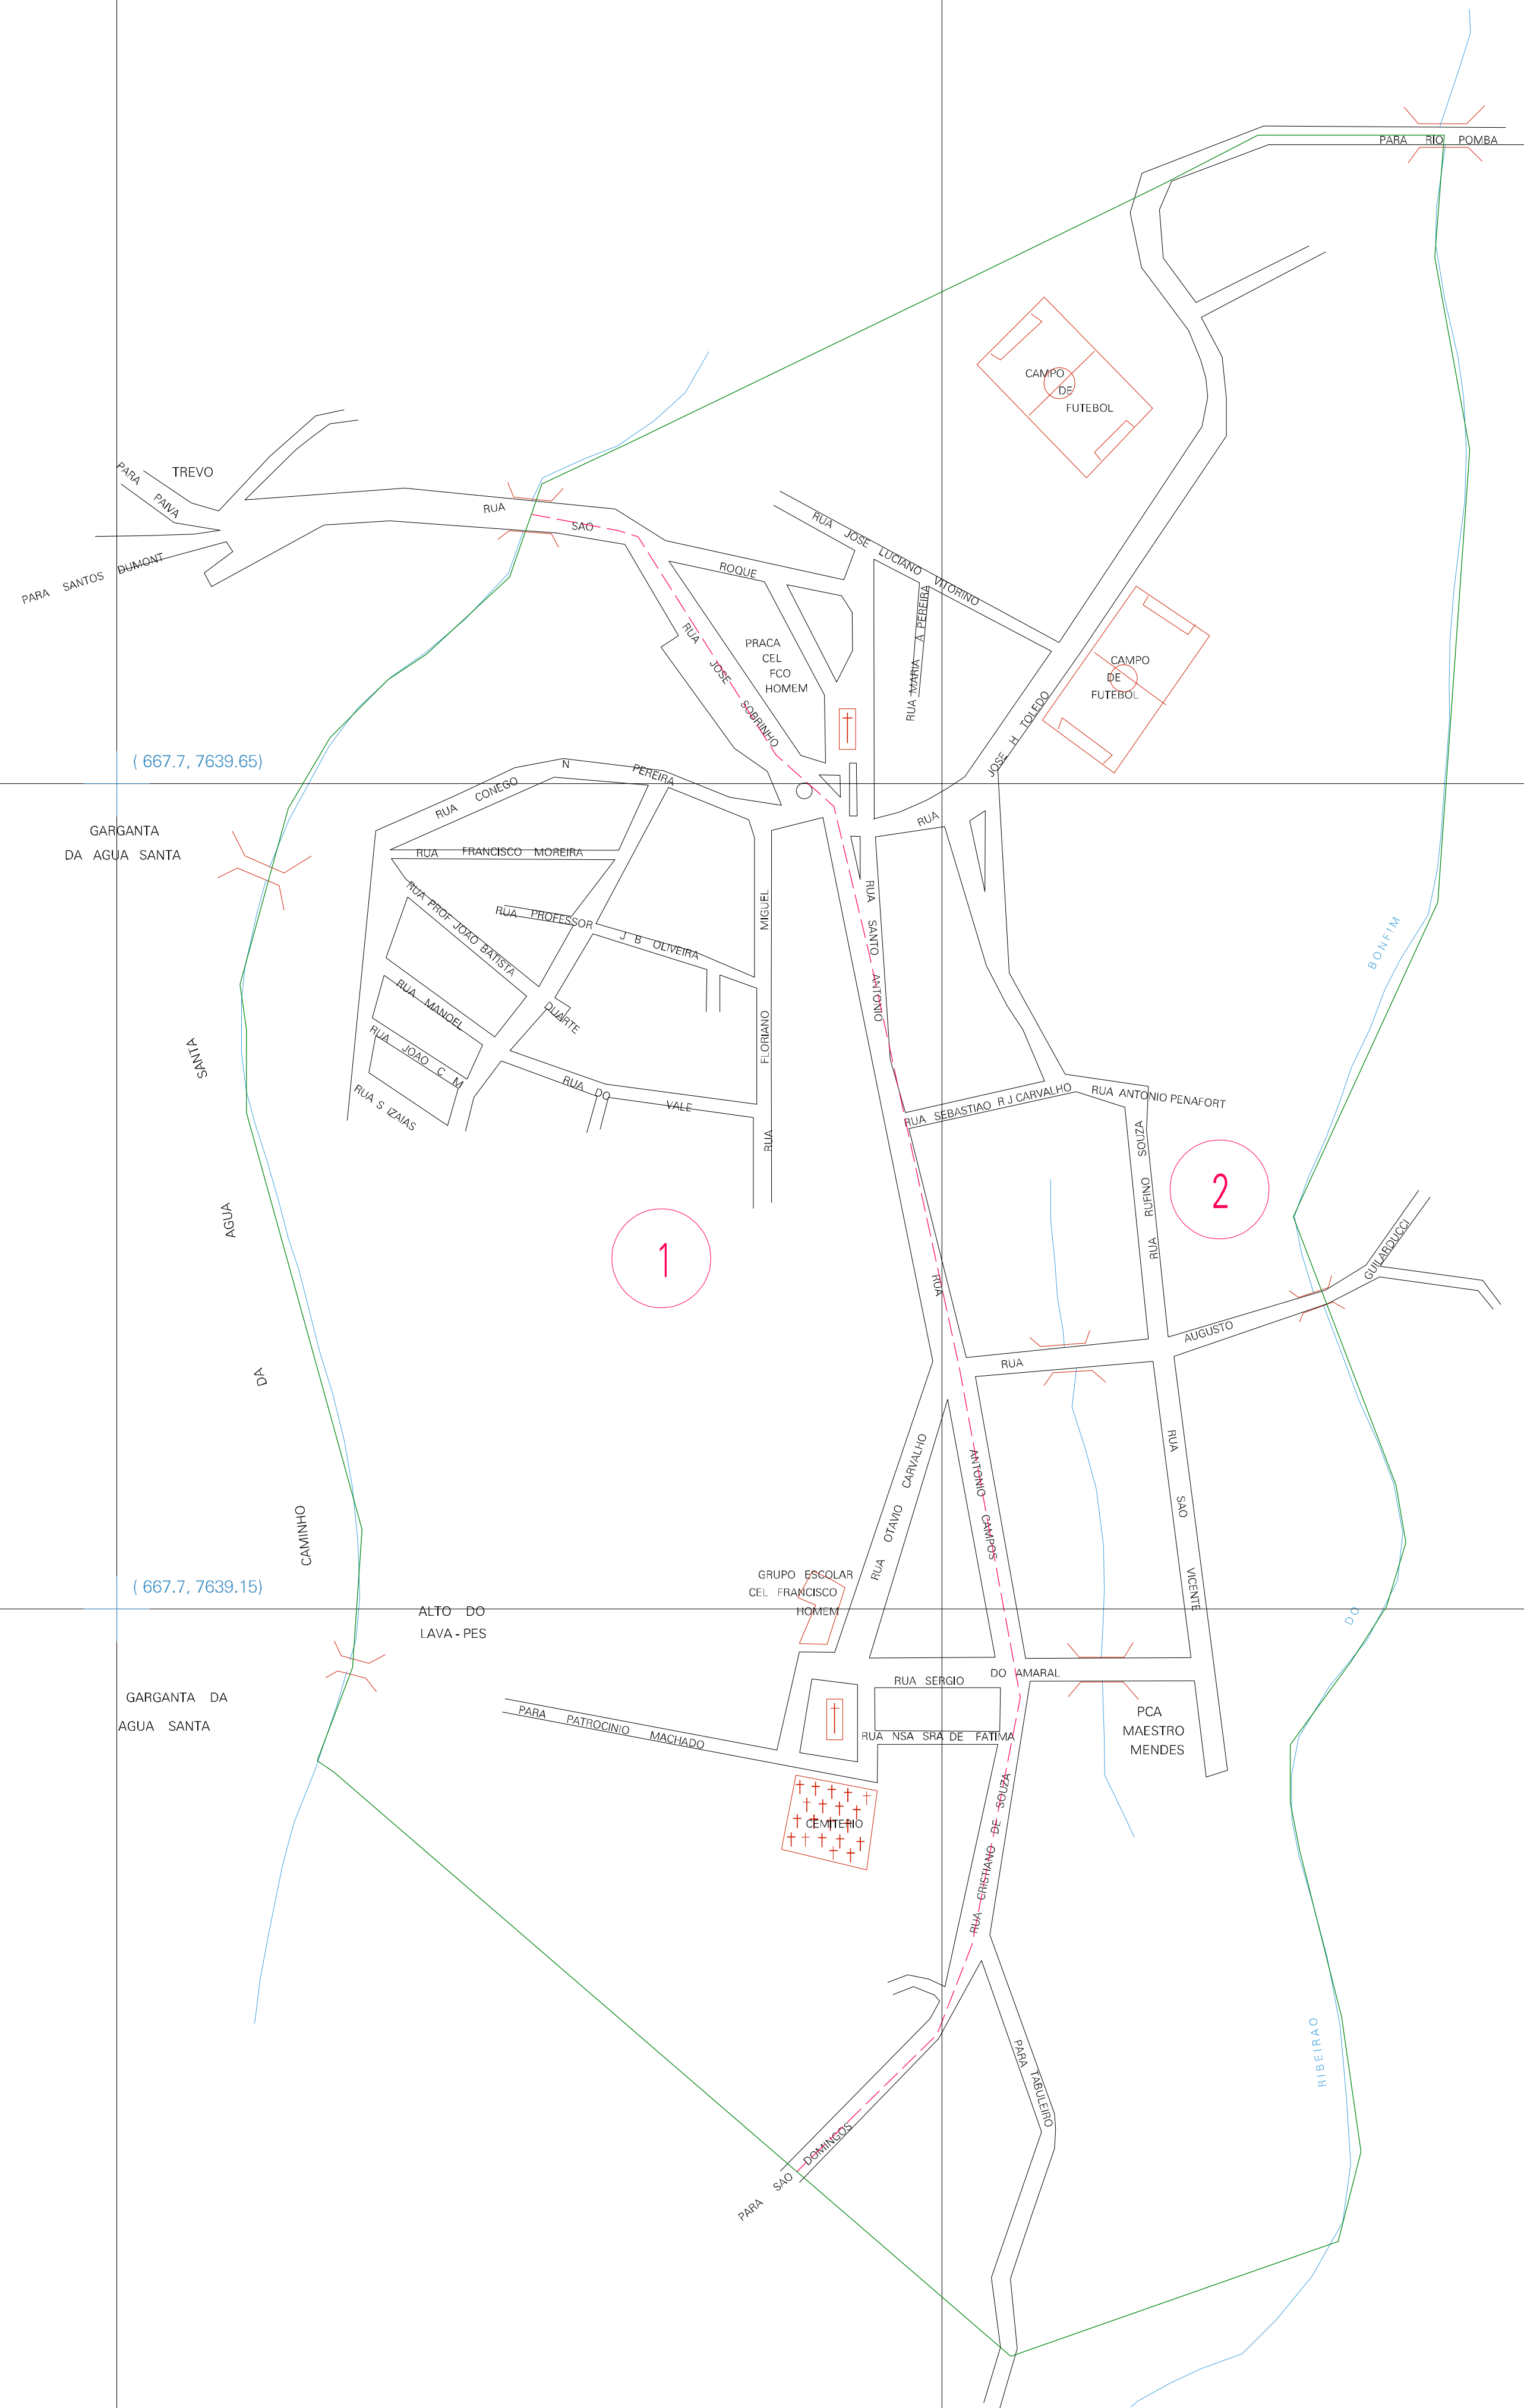 PARA RIO POMBA
CAMPO
DE
FUTEBOL
TREVO
PARA PAIVA
PARA SANTOS DUMONT
RUA SAO ROQUE
RUA JOSE LUCIANO VITORINO
RUA MARIA A PEREIRA
PRACA
CEL
FCO
HOMEM
RUA JOSE SOBRINHO
CAMPO
DE
FUTEBOL
RUA JOSE H TOLEDO
( 667.7, 7639.65)
RUA CONEGO N PEREIRA
GARGANTA
DA AGUA SANTA
RUA FRANCISCO MOREIRA
RUA PROF JOAO BATISTA
RUA PROFESSOR J B OLIVEIRA
RUA MANOEL DUARTE
RUA JOAO C M
RUA S IZAIAS
RUA DO VALE
RUA FLORIANO MIGUEL
RUA SANTO ANTONIO
RUA SEBASTIAO R J CARVALHO
RUA ANTONIO PENAFORT
RUA RUFINO SOUZA
1
2
RUA AUGUSTO GUILARDUCCI
RUA ANTONIO CAMPOS
RUA OTAVIO CARVALHO
RUA SAO VICENTE
CAMINHO DA AGUA SANTA
RIBEIRAO DO BONFIM
GRUPO ESCOLAR
CEL FRANCISCO
HOMEM
( 667.7, 7639.15)
ALTO DO
LAVA - PES
GARGANTA DA
AGUA SANTA
RUA SERGIO DO AMARAL
PARA PATROCINIO MACHADO
RUA NSA SRA DE FATIMA
PCA
MAESTRO
MENDES
CEMITERIO
RUA CRISTIANO DE SOUZA
PARA TABULEIRO
PARA SAO DOMINGOS